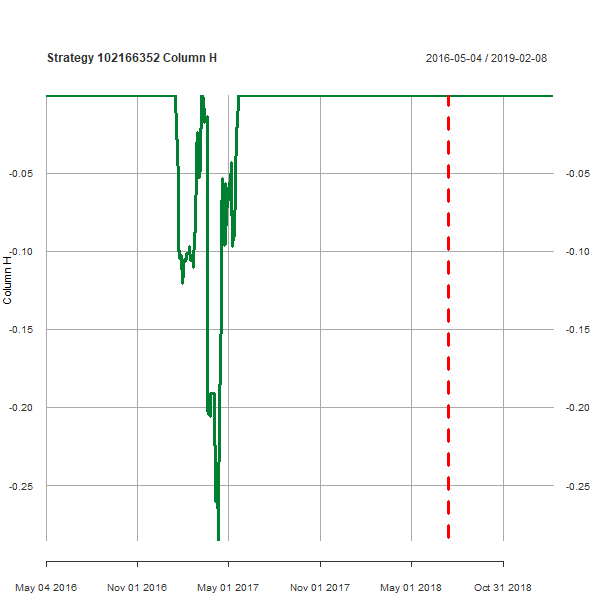 Strategy 102166352 Column H
2016-05-04 / 2019-02-08
-0.05
-0.10
-0.15
-0.20
-0.25
Column H
-0.05
-0.10
-0.15
-0.20
-0.25
May 04 2016
Nov 01 2016
May 01 2017
Nov 01 2017
May 01 2018
Oct 31 2018